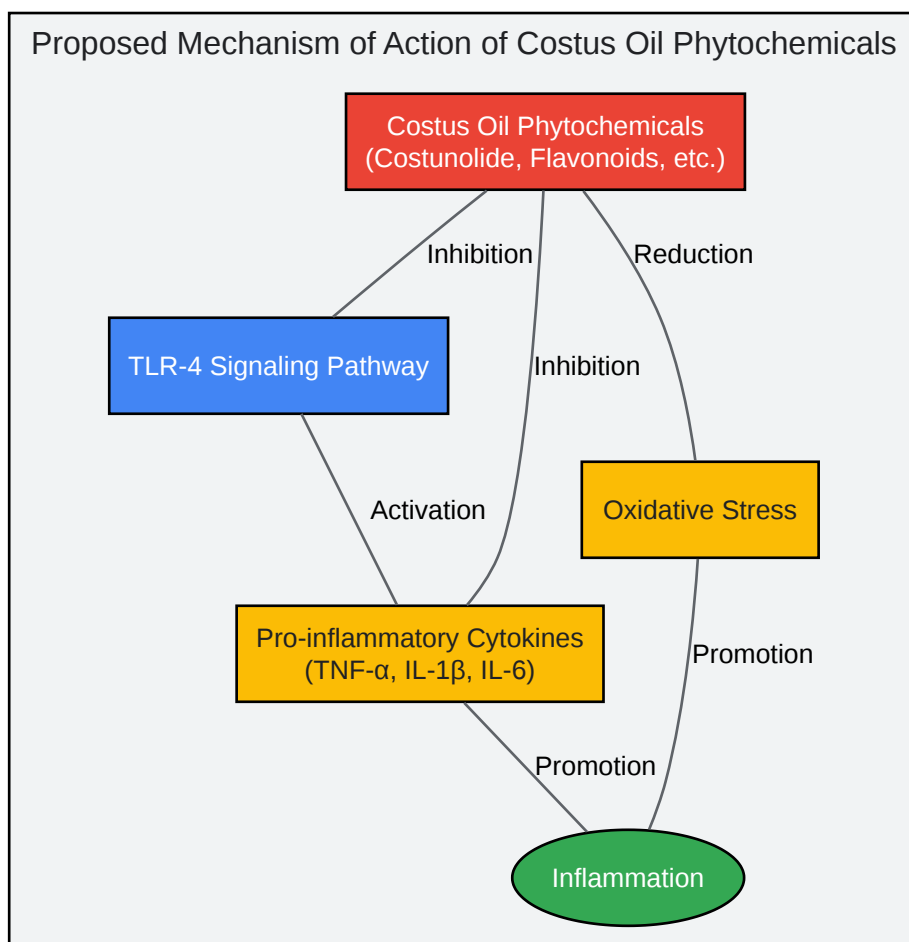 Proposed Mechanism of Action of Costus Oil Phytochemicals
Costus Oil Phytochemicals
(Costunolide, Flavonoids, etc.)
Inhibition
Reduction
TLR-4 Signaling Pathway
Inhibition
Activation
Oxidative Stress
Pro-inflammatory Cytokines
(TNF-α, IL-1β, IL-6)
Promotion
Promotion
Inflammation